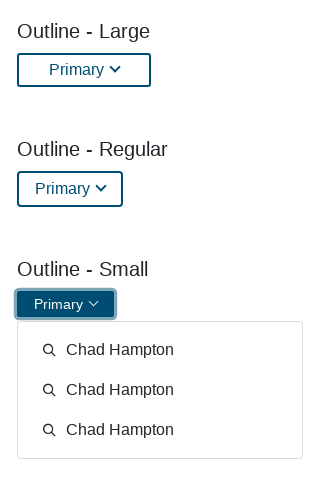 Outline - Large
Primary
Outline - Regular
Primary
Outline - Small
Primary
Chad Hampton
Chad Hampton
Chad Hampton